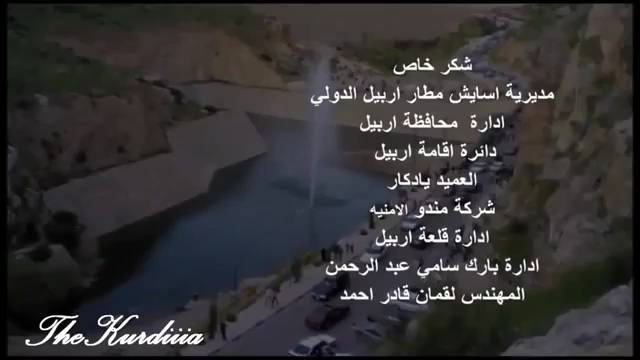 شكر خاص
مديرية اسايش مطار اربيل الدولي
ادارة محافظة اربيل
دائرة اقامة اربيل
العميد يادكار
شركة مندو الامنيه
ادارة قلعة اربيل
ادارة بارك سامي عبد الرحمن
المهندس لقمان قادر احمد
TheKurdiiia